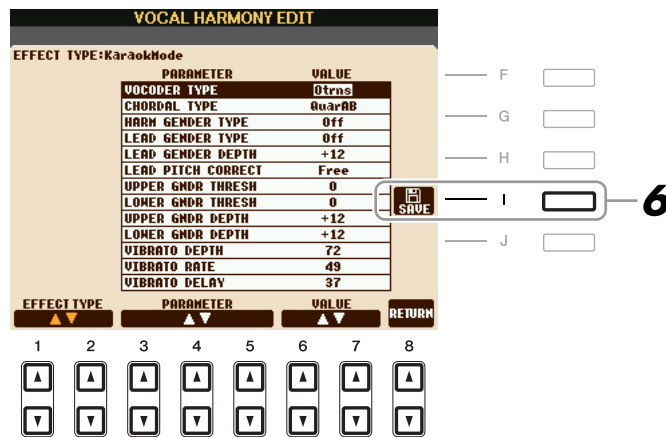 VOCAL HARMONY EDIT
EFFECT TYPE:KaraokMode
PARAMETER VALUE
VOCODER TYPE 0trns
CHORDAL TYPE QuarAB
HARM GENDER TYPE Off
LEAD GENDER TYPE Off
LEAD GENDER DEPTH +12
LEAD PITCH CORRECT Free
UPPER GNDR THRESH 0
LOWER GNDR THRESH 0
UPPER GNDR DEPTH +12
LOWER GNDR DEPTH +12
VIBRATO DEPTH 72
VIBRATO RATE 49
VIBRATO DELAY 37
SAVE
F
G
H
I 6
J
EFFECT TYPE PARAMETER VALUE RETURN
1 2 3 4 5 6 7 8